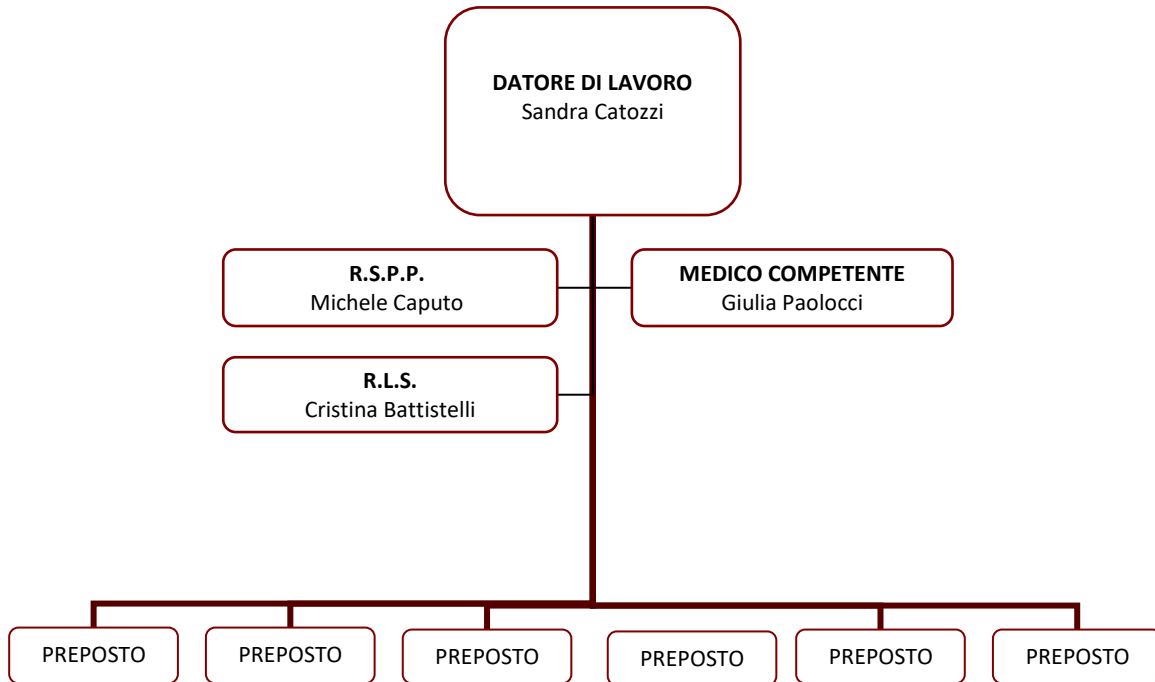 DATORE DI LAVORO
Sandra Catozzi
R.S.P.P.
Michele Caputo
MEDICO COMPETENTE
Giulia Paolocci
R.L.S.
Cristina Battistelli
PREPOSTO
PREPOSTO
PREPOSTO
PREPOSTO
PREPOSTO
PREPOSTO